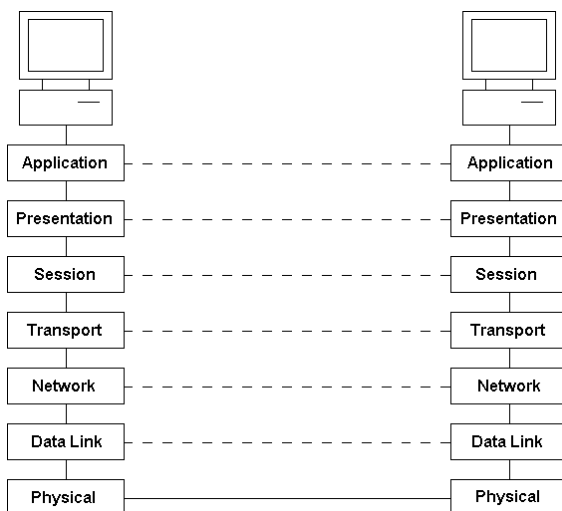 Application Application
Presentation Presentation
Session Session
Transport Transport
Network Network
Data Link Data Link
Physical Physical